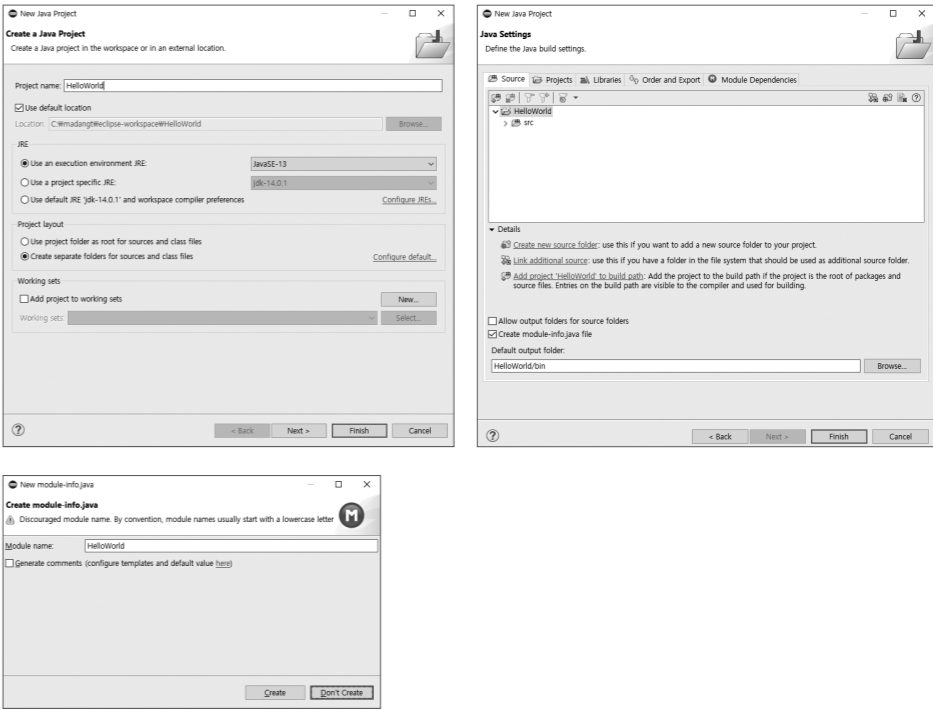 New Java Project
Create a Java Project
Create a Java project in the workspace or in an external location.
Project name: HelloWorld
Use default location
Location: C:₩madangt₩eclipse-workspace₩HelloWorld
Browse...
JRE
Use an execution environment JRE:
JavaSE-13
Use a project specific JRE:
jdk-14.0.1
Use default JRE 'jdk-14.0.1' and workspace compiler preferences
Configure JREs...
Project layout
Use project folder as root for sources and class files
Create separate folders for sources and class files
Configure default...
Working sets
Add project to working sets
New...
Working sets:
Select...
< Back
Next >
Finish
Cancel
New Java Project
Java Settings
Define the Java build settings.
Source Projects Libraries Order and Export Module Dependencies
HelloWorld
src
Details
Create new source folder: use this if you want to add a new source folder to your project.
Link additional source: use this if you have a folder in the file system that should be used as additional source folder.
Add project 'HelloWorld' to build path: Add the project to the build path if the project is the root of packages and
source files. Entries on the build path are visible to the compiler and used for building.
Allow output folders for source folders
Create module-info.java file
Default output folder:
HelloWorld/bin
Browse...
< Back
Next >
Finish
Cancel
New module-info.java
Create module-info.java
Discouraged module name. By convention, module names usually start with a lowercase letter
M
Module name: HelloWorld
Generate comments (configure templates and default value here)
Create
Don't Create